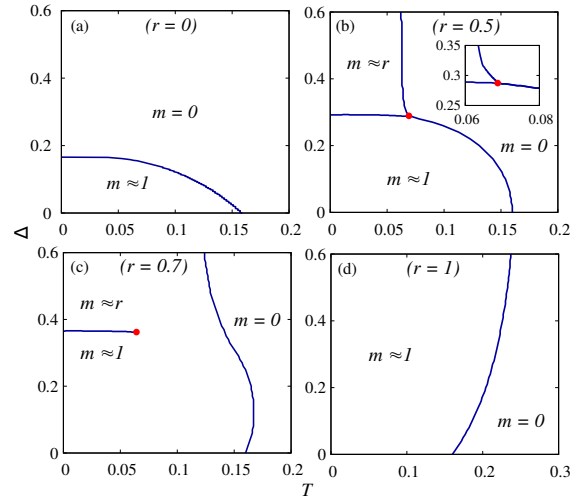 (a) (r = 0)
0.6
0.4
0.2
0
m = 0
m ≈ 1
0 0.05 0.1 0.15 0.2
(b) (r = 0.5)
0.6
0.4
0.2
0
m ≈ r
m = 0
m ≈ 1
0.35
0.3
0.25
0.06 0.08
0 0.05 0.1 0.15 0.2
Δ
(c) (r = 0.7)
0.6
0.4
0.2
0
m ≈ r
m = 0
m ≈ 1
0 0.05 0.10 0.15 0.2
(d) (r = 1)
0.6
0.4
0.2
0
m ≈ 1
m = 0
0 0.1 0.2 0.3
T